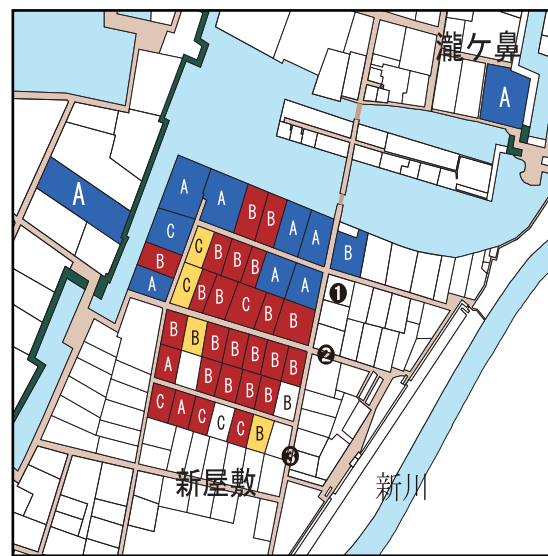 瀧ケ鼻
A
A
A A B B A A B
C C B B B A A
B
A C B B C B B
❶
B B B B B B B B
❷
A B B B B B
C A C C C B
❸
新屋敷
新川